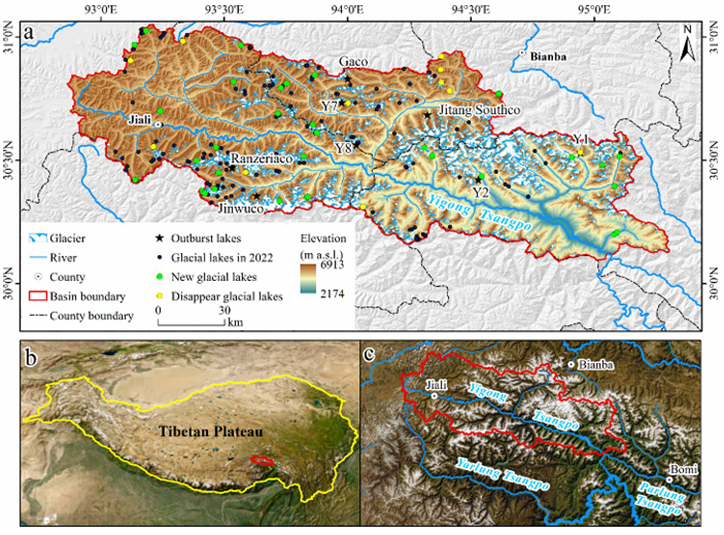 93°0'E 93°30'E 94°0'E 94°30'E 95°0'E
a
31°0'N
30°30'N
30°0'N
31°0'N
30°30'N
30°0'N
N
Bianba
Gaco
Y7
Jiali
Jitang Southco
Y8
Y1
Ranzeriaco
Y2
Jinwuco
Yigong Tsangpo
Glacier
River
County
Basin boundary
County boundary
Outburst lakes
Glacial lakes in 2022
New glacial lakes
Disappear glacial lakes
0 30
km
Elevation
(m a.s.l.)
6913
2174
b
Tibetan Plateau
c
Bianba
Jiali
Yigong
Tsangpo
Yarlung Tsangpo
Bomi
Parlung
Tsangpo